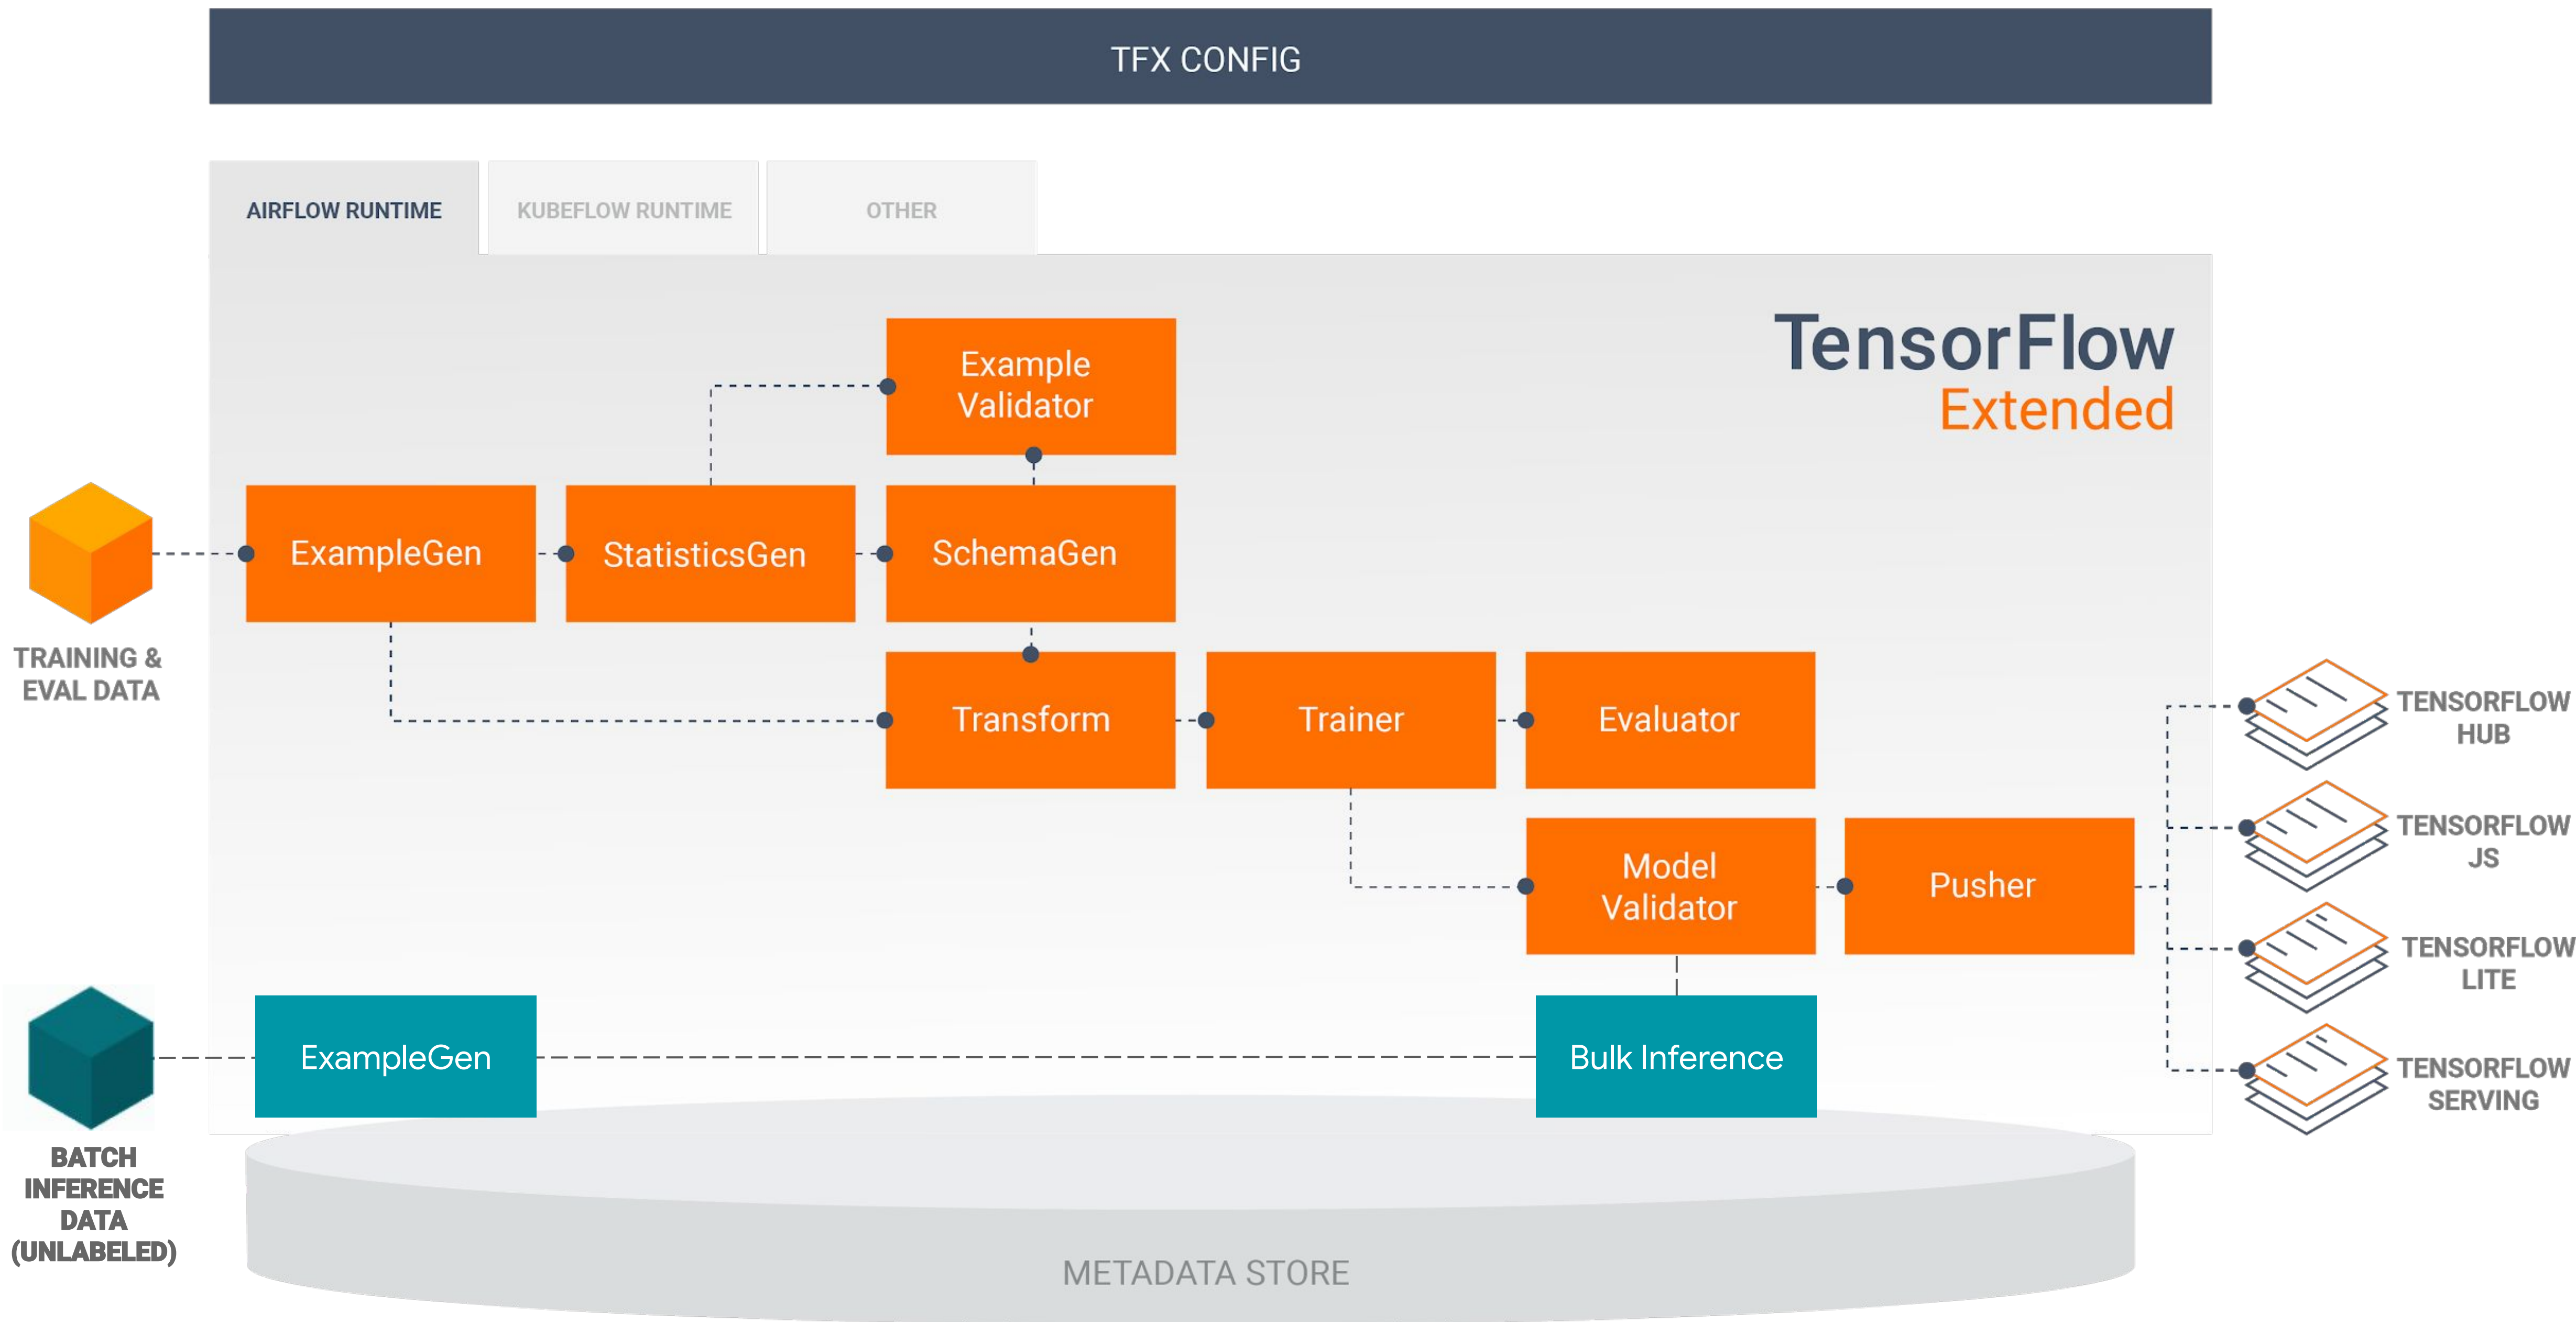 TFX CONFIG
AIRFLOW RUNTIME
KUBEFLOW RUNTIME
OTHER
TensorFlow
Extended
Example
Validator
ExampleGen
StatisticsGen
SchemaGen
TRAINING &
EVAL DATA
Transform
Trainer
Evaluator
Model
Validator
Pusher
TENSORFLOW
HUB
TENSORFLOW
JS
TENSORFLOW
LITE
TENSORFLOW
SERVING
ExampleGen
Bulk Inference
BATCH
INFERENCE
DATA
(UNLABELED)
METADATA STORE